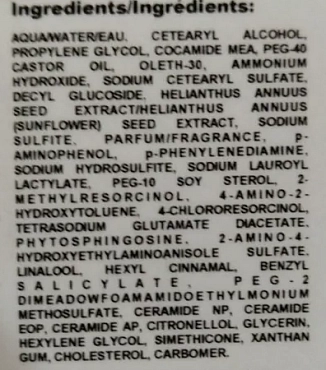 Ingredients/Ingrédients:
AQUA/WATER/EAU, CETEARYL ALCOHOL,
PROPYLENE GLYCOL, COCAMIDE MEA, PEG-40
CASTOR OIL, OLETH-30, AMMONIUM
HYDROXIDE, SODIUM CETEARYL SULFATE,
DECYL GLUCOSIDE, HELIANTHUS ANNUUS
SEED EXTRACT/HELIANTHUS ANNUUS
(SUNFLOWER) SEED EXTRACT, SODIUM
SULFITE, PARFUM/FRAGRANCE, p-
AMINOPHENOL, p-PHENYLENEDIAMINE,
SODIUM HYDROSULFITE, SODIUM LAUROYL
LACTYLATE, PEG-10 SOY STEROL, 2-
METHYLRESORCINOL, 4-AMINO-2-
HYDROXYTOLUENE, 4-CHLORORESORCINOL,
TETRASODIUM GLUTAMATE DIACETATE,
PHYTOSPHINGOSINE, 2-AMINO-4-
HYDROXYETHYLAMINOANISOLE SULFATE,
LINALOOL, HEXYL CINNAMAL, BENZYL
SALICYLATE, PEG-2
DIMEADOWFOAMAMIDOETHYLMONIUM
METHOSULFATE, CERAMIDE NP, CERAMIDE
EOP, CERAMIDE AP, CITRONELLOL, GLYCERIN,
HEXYLENE GLYCOL, SIMETHICONE, XANTHAN
GUM, CHOLESTEROL, CARBOMER.